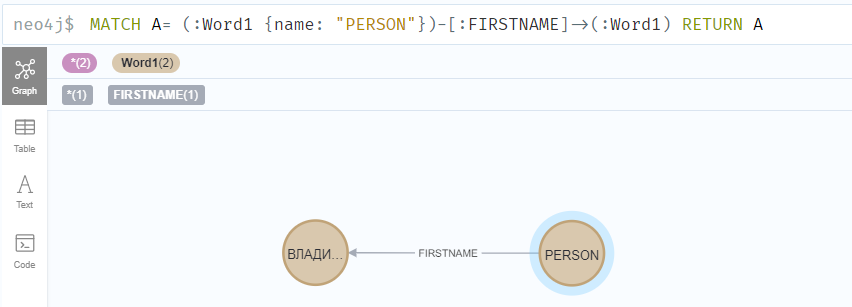 neo4j$ MATCH A= (:Word1 {name: "PERSON"})-[:FIRSTNAME]->(:Word1) RETURN A
*(2) Word1(2)
Graph
*(1) FIRSTNAME(1)
Table
Text
Code
ВЛАДИ... FIRSTNAME PERSON